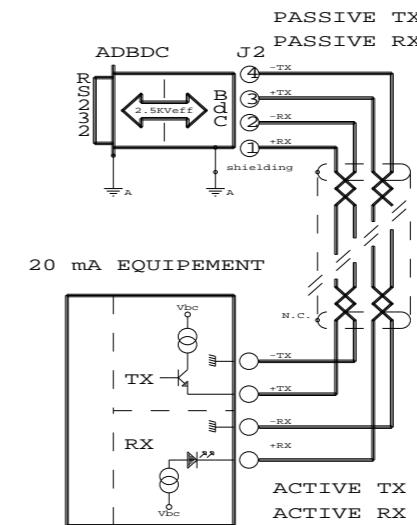 PASSIVE TX
PASSIVE RX
ADBDC
J2
RS232
2.5KVeff
BdC
4 -TX
3 +TX
2 -RX
1 +RX
shielding
A
A
20 mA EQUIPEMENT
N.C.
Vbc
TX
-TX
+TX
RX
-RX
+RX
Vbc
ACTIVE TX
ACTIVE RX